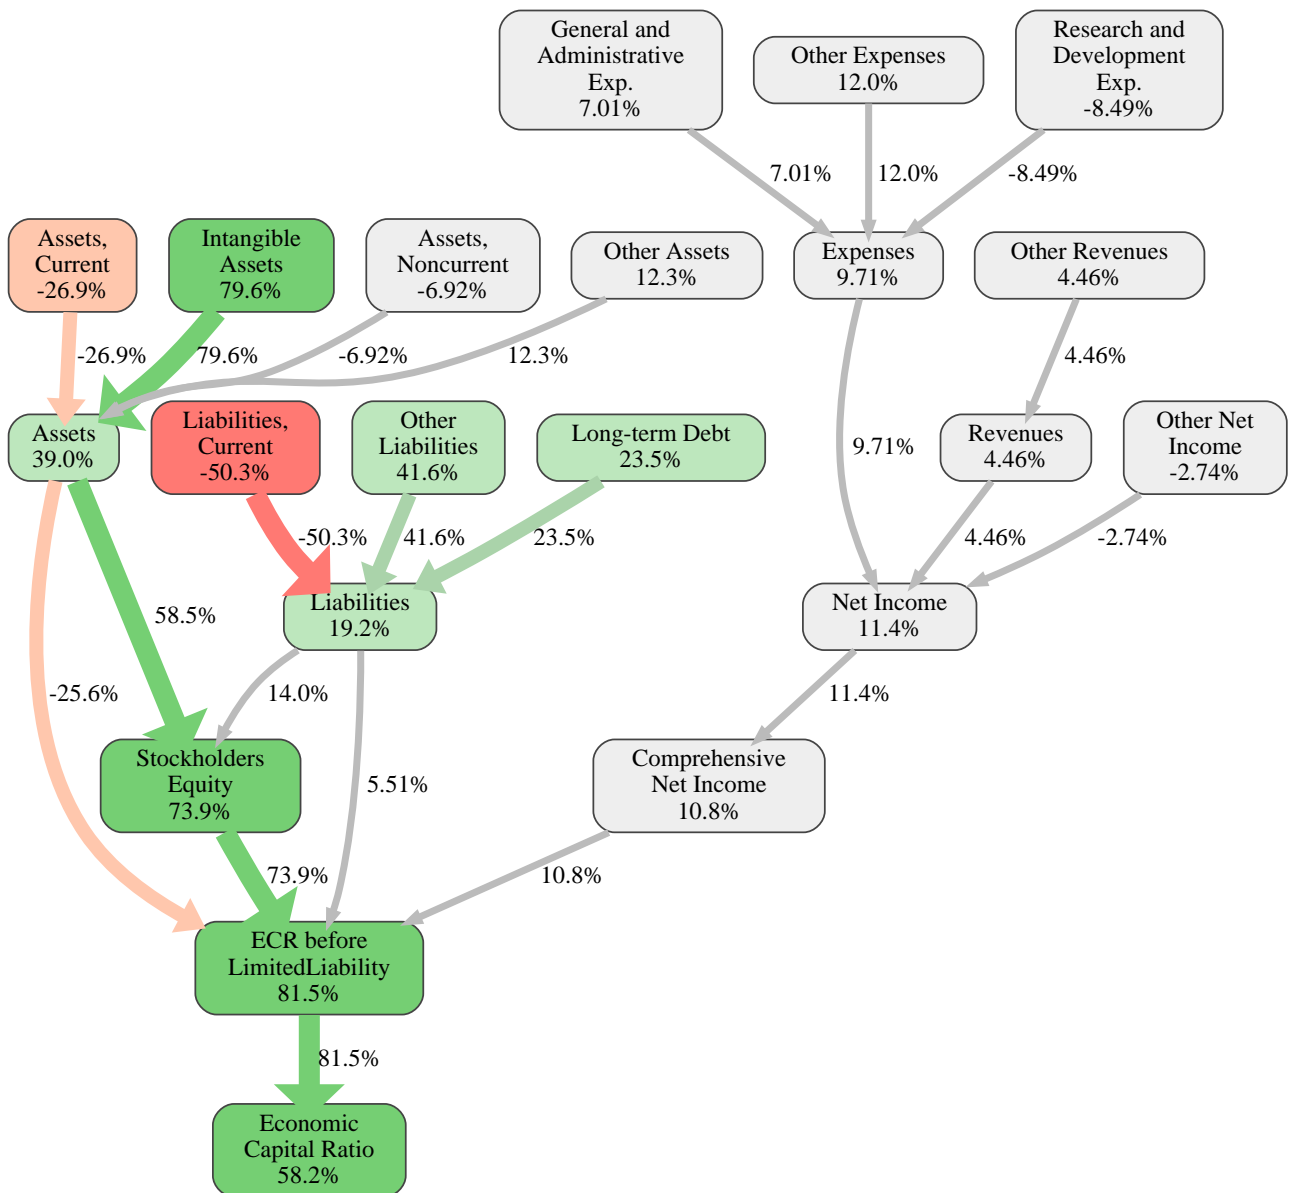 General and
Administrative
Exp.
7.01%
Other Expenses
12.0%
Research and
Development
Exp.
-8.49%
7.01%
12.0%
-8.49%
Assets,
Current
-26.9%
Intangible
Assets
79.6%
Assets,
Noncurrent
-6.92%
Other Assets
12.3%
Expenses
9.71%
Other Revenues
4.46%
-26.9%
79.6%
-6.92%
12.3%
4.46%
Assets
39.0%
Liabilities,
Current
-50.3%
Other
Liabilities
41.6%
Long-term Debt
23.5%
9.71%
Revenues
4.46%
Other Net
Income
-2.74%
-50.3%
41.6%
23.5%
4.46%
-2.74%
58.5%
Liabilities
19.2%
Net Income
11.4%
-25.6%
14.0%
11.4%
Stockholders
Equity
73.9%
5.51%
Comprehensive
Net Income
10.8%
73.9%
10.8%
ECR before
LimitedLiability
81.5%
81.5%
Economic
Capital Ratio
58.2%